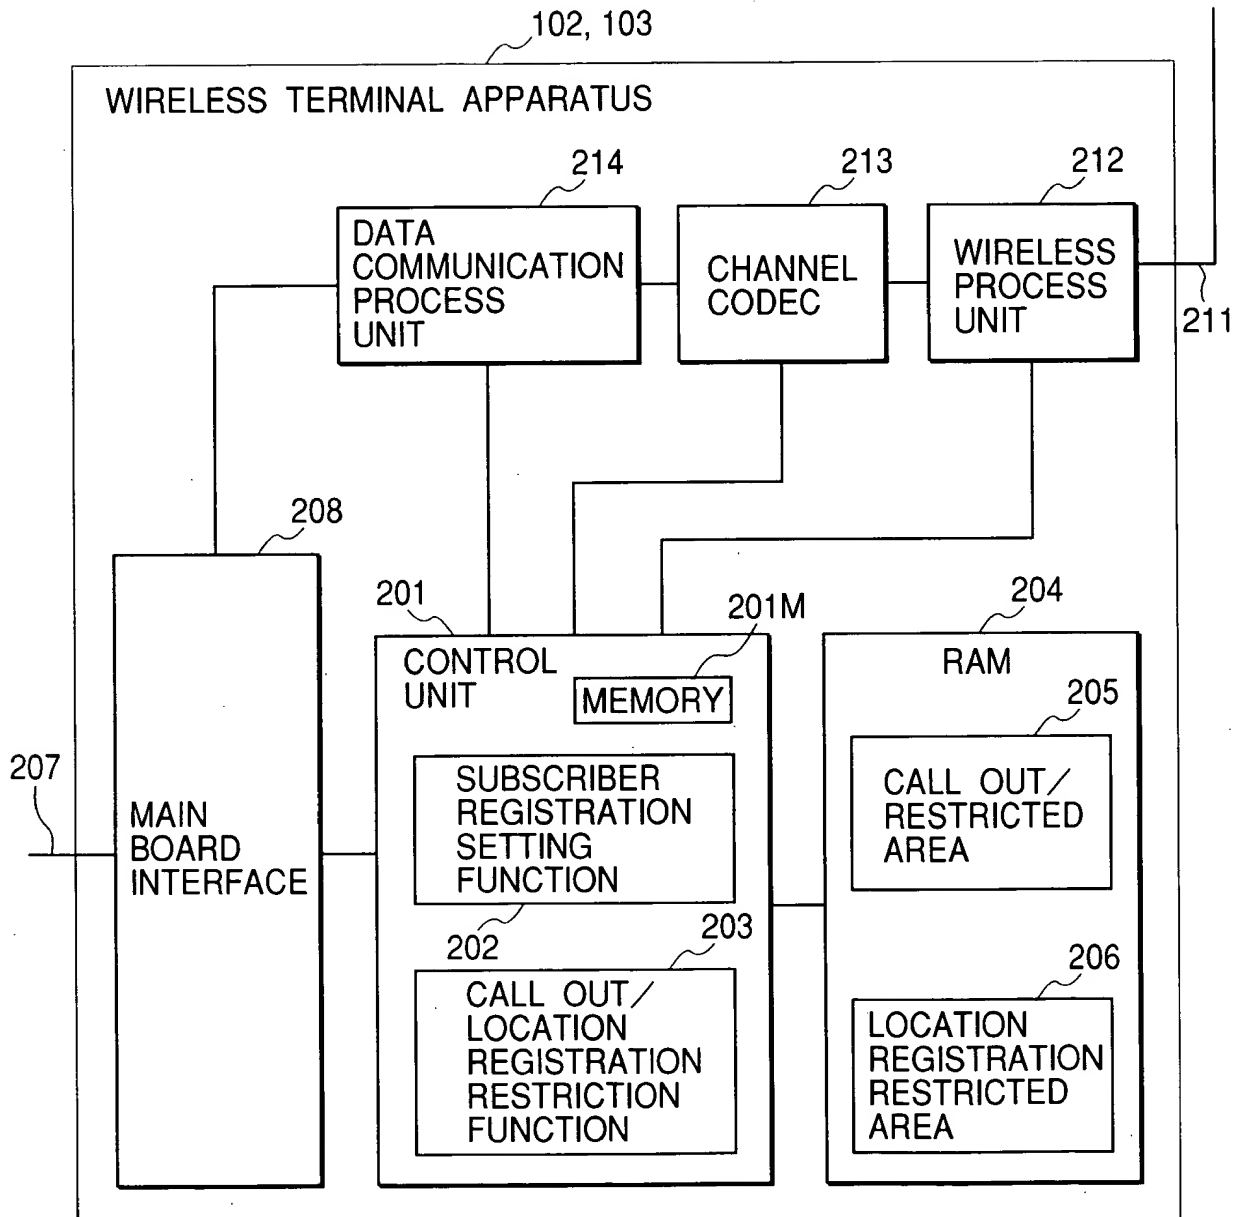 102, 103
WIRELESS TERMINAL APPARATUS
214
213
212
DATA
COMMUNICATION
PROCESS
UNIT
CHANNEL
CODEC
WIRELESS
PROCESS
UNIT
211
208
201
201M
204
CONTROL
UNIT
MEMORY
RAM
205
207
MAIN
BOARD
INTERFACE
SUBSCRIBER
REGISTRATION
SETTING
FUNCTION
CALL OUT/
RESTRICTED
AREA
202
203
206
CALL OUT/
LOCATION
REGISTRATION
RESTRICTION
FUNCTION
LOCATION
REGISTRATION
RESTRICTED
AREA